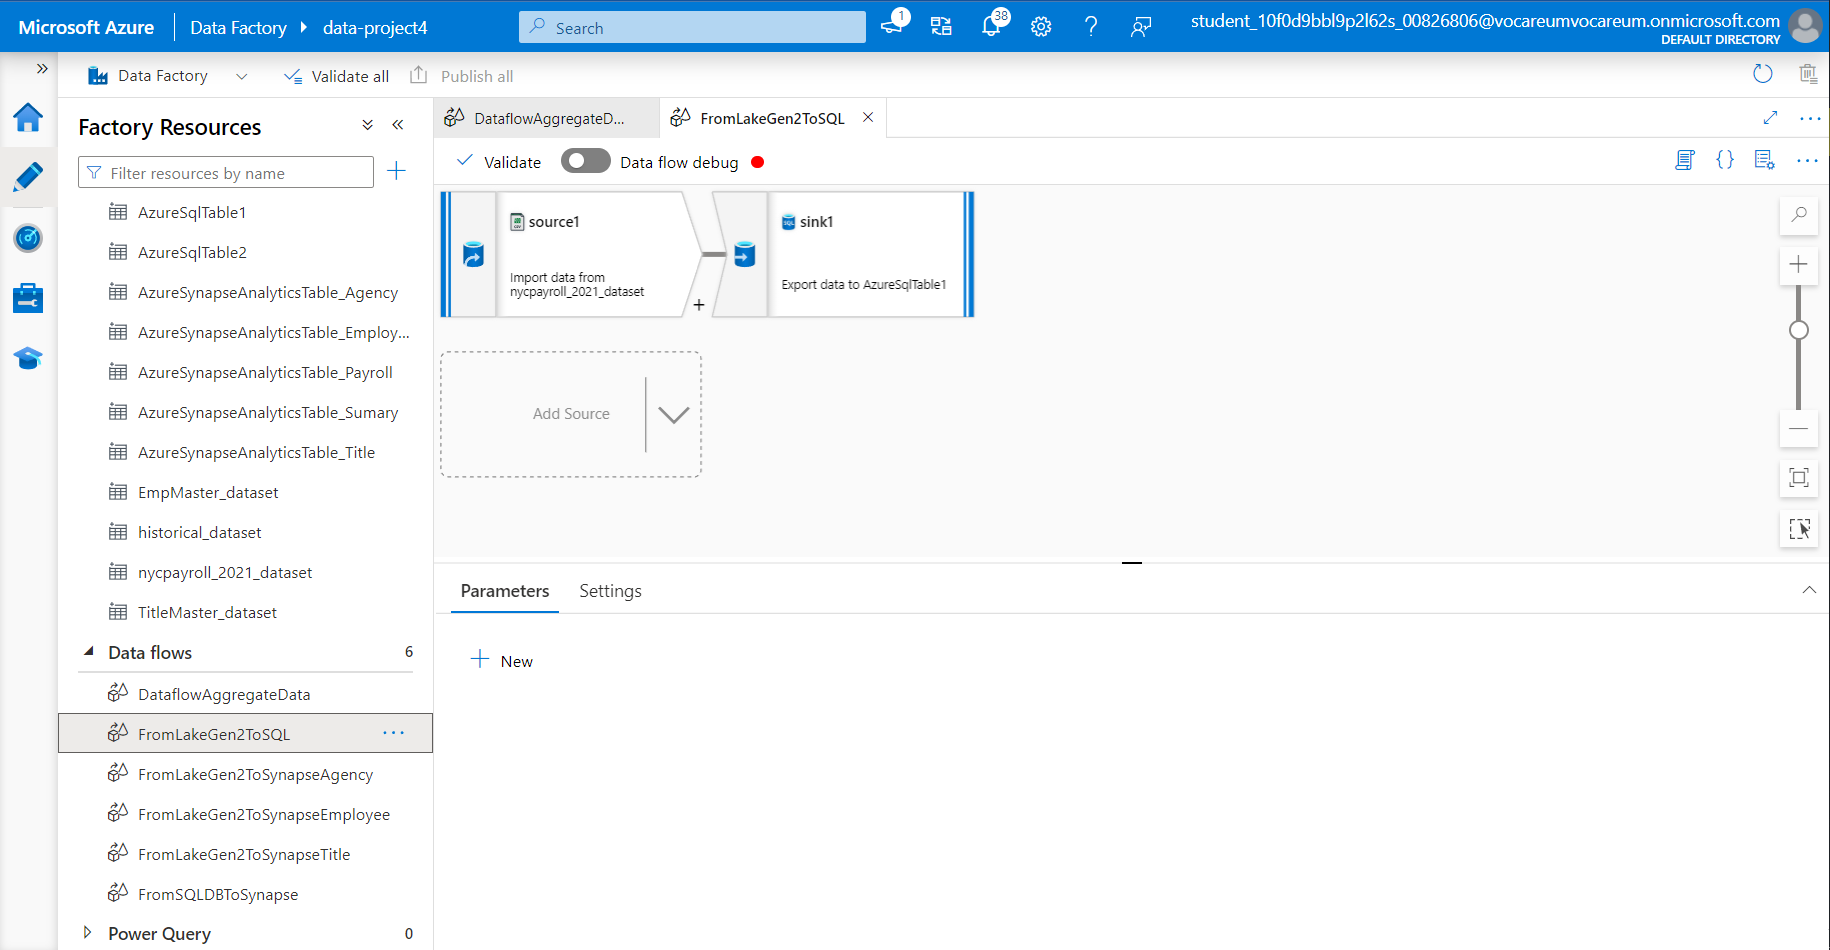 Microsoft Azure
Data Factory
data-project4
Search
1
38
student_10f0d9bbl9p2l62s_00826806@vocareumvocareum.onmicrosoft.com
DEFAULT DIRECTORY
Data Factory
Validate all
Publish all
Factory Resources
Filter resources by name
AzureSqlTable1
AzureSqlTable2
AzureSynapseAnalyticsTable_Agency
AzureSynapseAnalyticsTable_Employ...
AzureSynapseAnalyticsTable_Payroll
AzureSynapseAnalyticsTable_Sumary
AzureSynapseAnalyticsTable_Title
EmpMaster_dataset
historical_dataset
nycpayroll_2021_dataset
TitleMaster_dataset
Data flows 6
DataflowAggregateData
FromLakeGen2ToSQL
FromLakeGen2ToSynapseAgency
FromLakeGen2ToSynapseEmployee
FromLakeGen2ToSynapseTitle
FromSQLDBToSynapse
Power Query 0
DataflowAggregateD...
FromLakeGen2ToSQL
Validate
Data flow debug
source1
Import data from
nycpayroll_2021_dataset
SQL
sink1
Export data to AzureSqlTable1
Add Source
Parameters
Settings
New